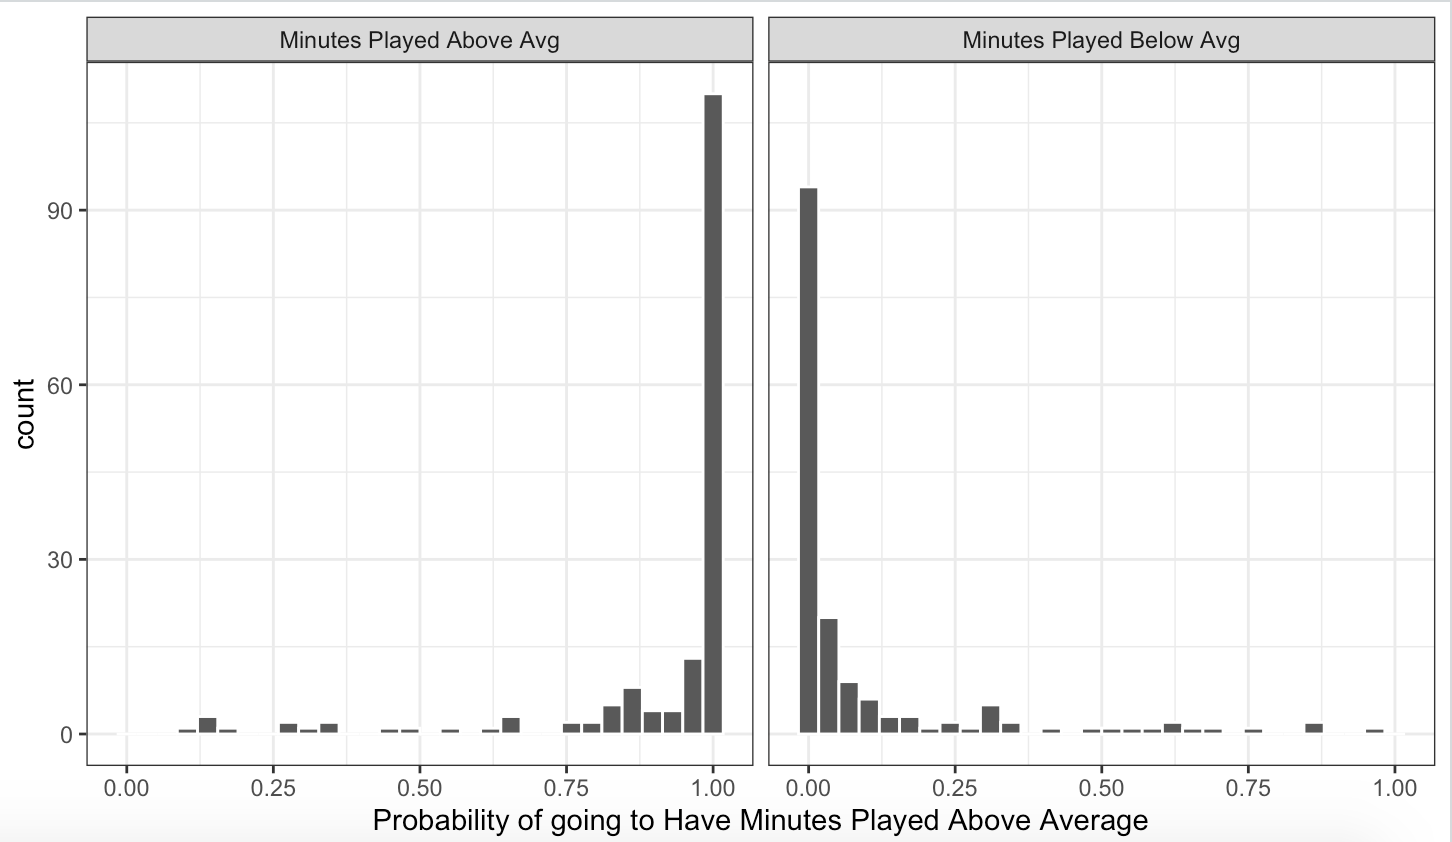 Minutes Played Above Avg
Minutes Played Below Avg
count
90
60
30
0
0.00 0.25 0.50 0.75 1.00
0.00 0.25 0.50 0.75 1.00
Probability of going to Have Minutes Played Above Average